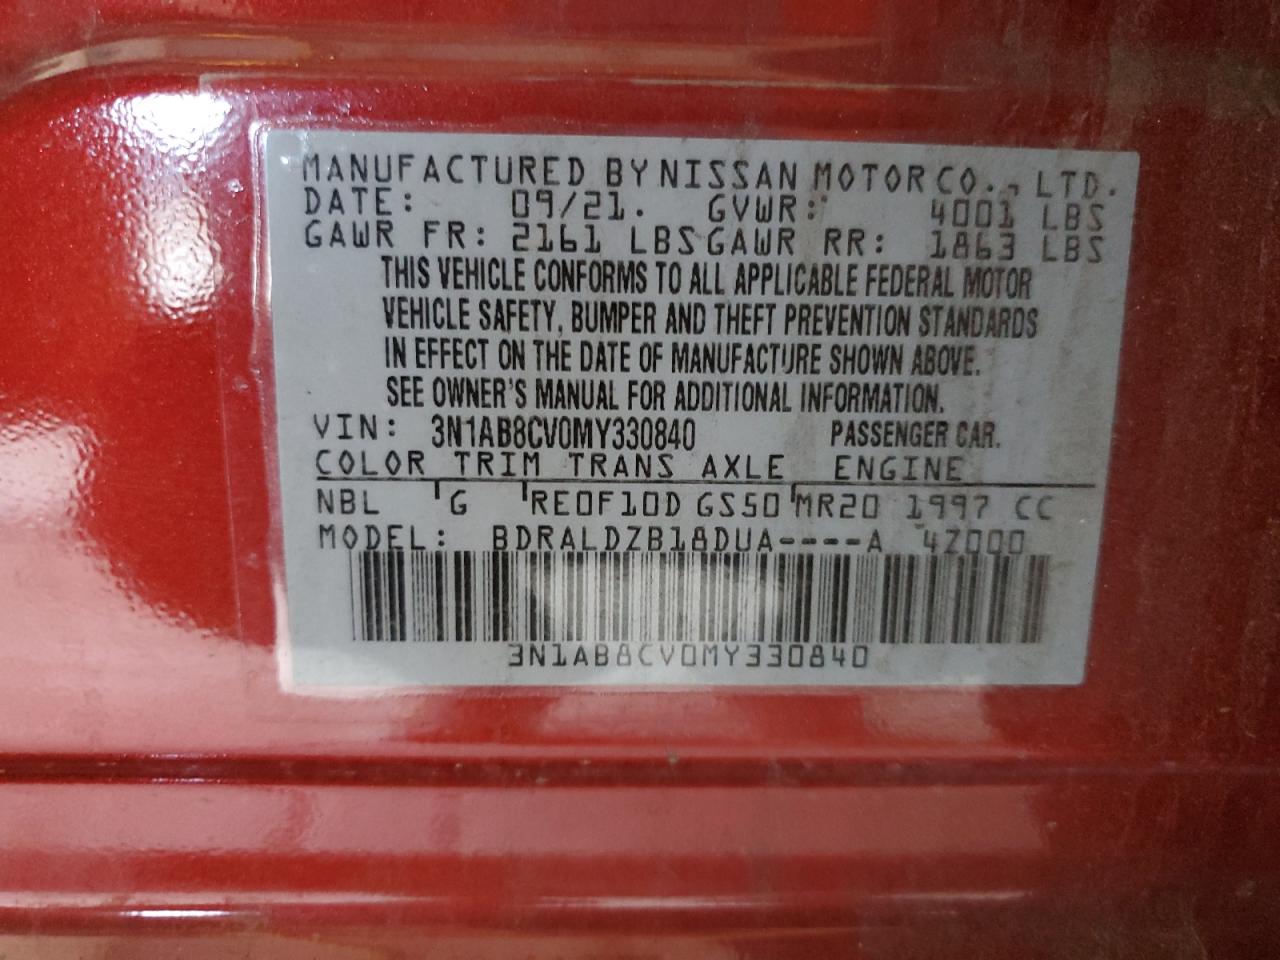 MANUFACTURED BY NISSAN MOTOR CO., LTD.
DATE: 09/21. GVWR: 4001 LBS
GAWR FR: 2161 LBS GAWR RR: 1863 LBS
THIS VEHICLE CONFORMS TO ALL APPLICABLE FEDERAL MOTOR
VEHICLE SAFETY, BUMPER AND THEFT PREVENTION STANDARDS
IN EFFECT ON THE DATE OF MANUFACTURE SHOWN ABOVE.
SEE OWNER'S MANUAL FOR ADDITIONAL INFORMATION.
VIN: 3N1AB8CV0MY330840 PASSENGER CAR.
COLOR TRIM TRANS AXLE ENGINE
NBL G RE0F10D GS50 MR20 1997 CC
MODEL: BDRALDZB18DUA----A 4Z000
3N1AB8CV0MY330840